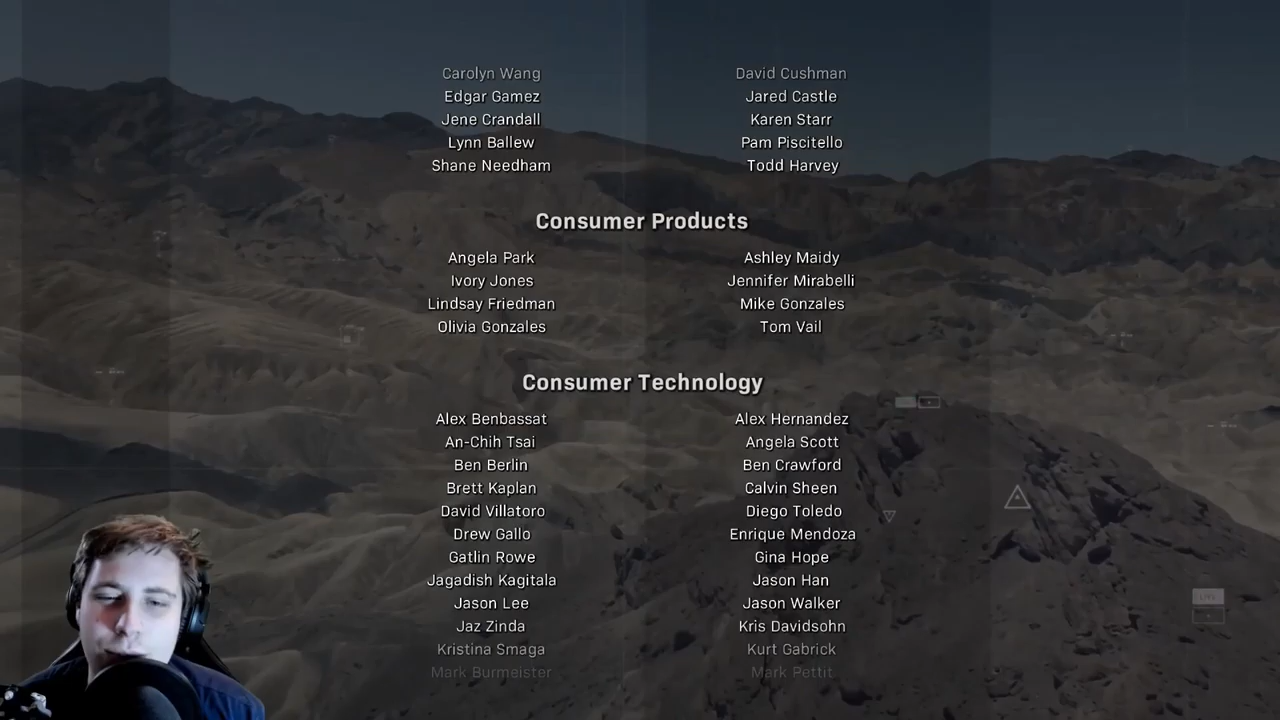 Carolyn Wang David Cushman
Edgar Gamez Jared Castle
Jene Crandall Karen Starr
Lynn Ballew Pam Piscitello
Shane Needham Todd Harvey
Consumer Products
Angela Park Ashley Maidy
Ivory Jones Jennifer Mirabelli
Lindsay Friedman Mike Gonzales
Olivia Gonzales Tom Vail
Consumer Technology
Alex Benbassat Alex Hernandez
An-Chih Tsai Angela Scott
Ben Berlin Ben Crawford
Brett Kaplan Calvin Sheen
David Villatoro Diego Toledo
Drew Gallo Enrique Mendoza
Gatlin Rowe Gina Hope
Jagadish Kagitala Jason Han
Jason Lee Jason Walker
Jaz Zinda Kris Davidsohn
Kristina Smaga Kurt Gabrick
Mark Burmeister Mark Pettit